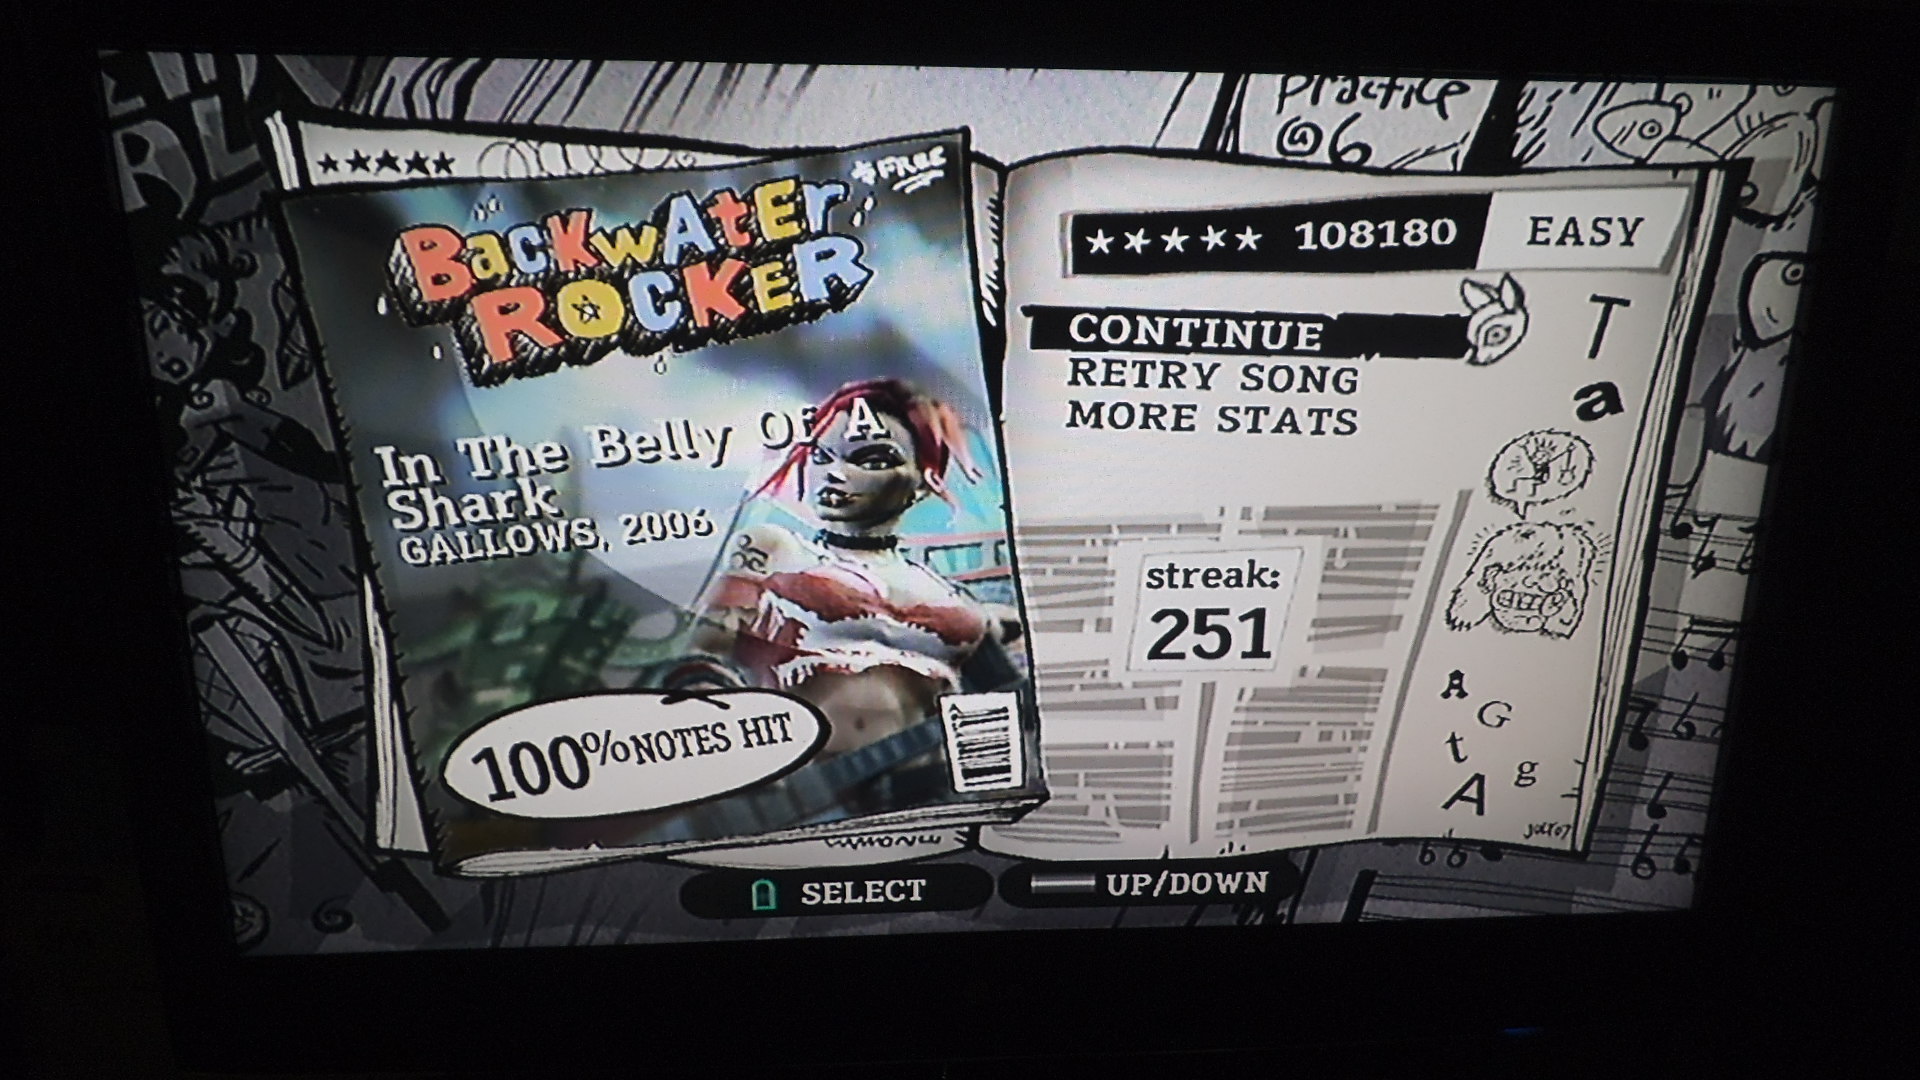 Practice
@6
*FREE
BackwAtEr
ROCKER
In The Belly Of A
Shark
GALLOWS, 2006
100% NOTES HIT
108180 EASY
CONTINUE
RETRY SONG
MORE STATS
T
a
streak:
251
A
G
t
g
A
SELECT
UP/DOWN